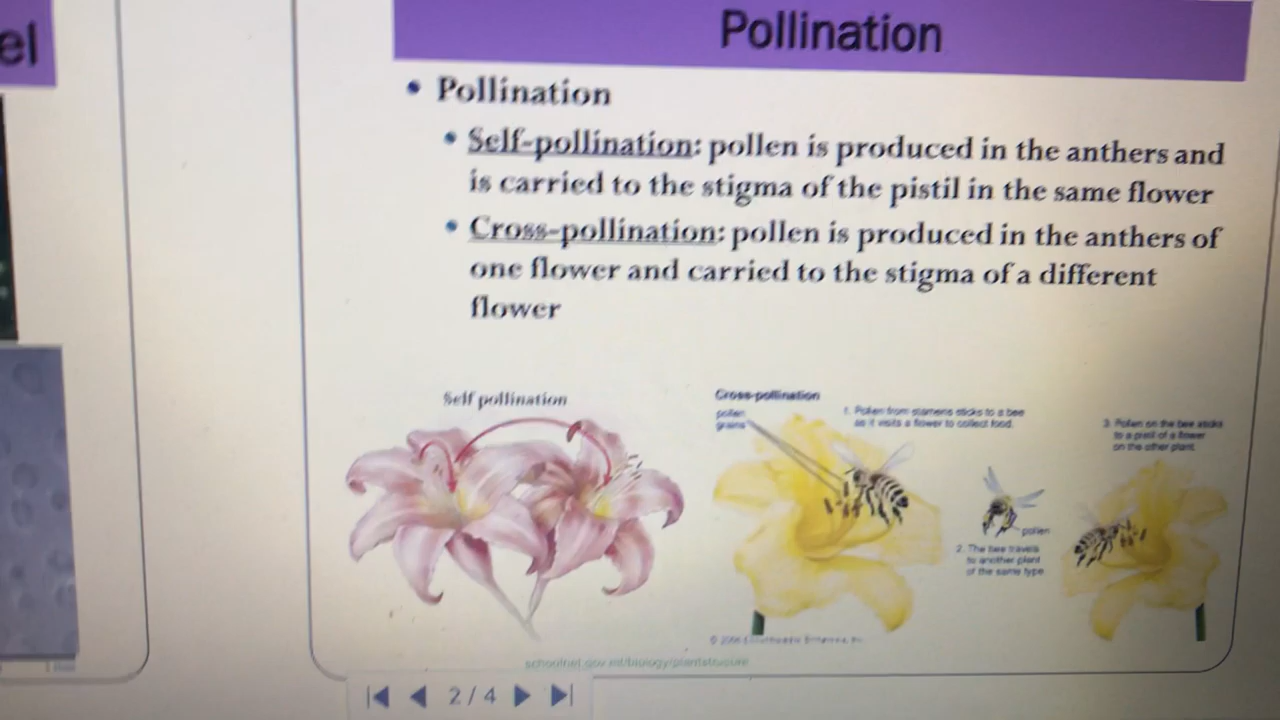 el
Pollination
• Pollination
• Self-pollination: pollen is produced in the anthers and
is carried to the stigma of the pistil in the same flower
• Cross-pollination: pollen is produced in the anthers of
one flower and carried to the stigma of a different
flower
Self pollination
Cross-pollination
pollen
grains
1. Pollen from stamens sticks to a bee
as it visits a flower to collect food.
pollen
2. The bee travels
to another plant
of the same type
3. Pollen on the bee sticks
to a pistil of a flower
on the other plant.
© 2006
2 / 4